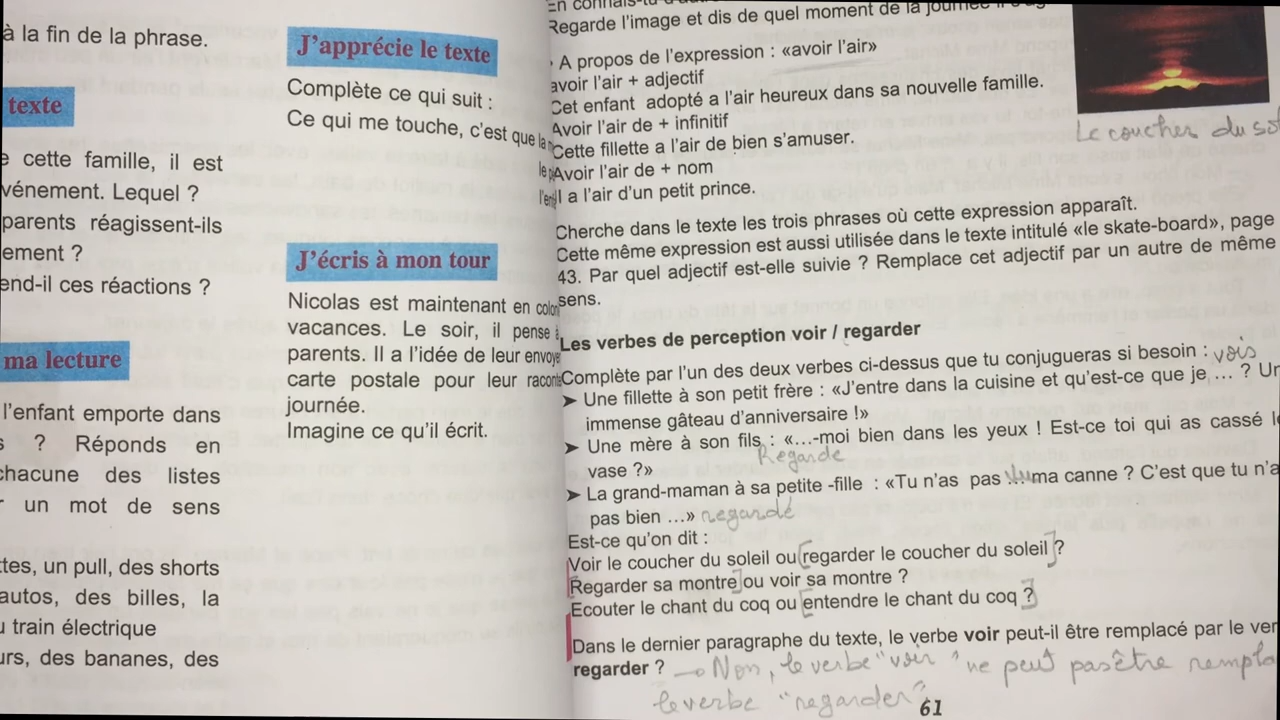 à la fin de la phrase.
texte
cette famille, il est
événement. Lequel ?
parents réagissent-ils
ement ?
end-il ces réactions ?
ma lecture
l'enfant emporte dans
s ? Réponds en
chacune des listes
un mot de sens
ttes, un pull, des shorts
autos, des billes, la
u train électrique
urs, des bananes, des
J'apprécie le texte
Complète ce qui suit :
Ce qui me touche, c'est que la
J'écris à mon tour
Nicolas est maintenant en colon
vacances. Le soir, il pense à
parents. Il a l'idée de leur envoye
carte postale pour leur raconte
journée.
Imagine ce qu'il écrit.
Regarde l'image et dis de quel moment de la journée il s'ag
Le coucher du so
A propos de l'expression : «avoir l'air»
avoir l'air + adjectif
Cet enfant adopté a l'air heureux dans sa nouvelle famille.
Avoir l'air de + infinitif
Cette fillette a l'air de bien s'amuser.
Avoir l'air de + nom
Il a l'air d'un petit prince.
Cherche dans le texte les trois phrases où cette expression apparaît.
Cette même expression est aussi utilisée dans le texte intitulé «le skate-board», page
43. Par quel adjectif est-elle suivie ? Remplace cet adjectif par un autre de même
sens.
Les verbes de perception voir / regarder
Complète par l'un des deux verbes ci-dessus que tu conjugueras si besoin :
vois
➤ Une fillette à son petit frère : «J'entre dans la cuisine et qu'est-ce que je ... ? Un
immense gâteau d'anniversaire !»
➤ Une mère à son fils : «...-moi bien dans les yeux ! Est-ce toi qui as cassé le
Regarde
vase ?»
➤ La grand-maman à sa petite -fille : «Tu n'as pas vu ma canne ? C'est que tu n'a
pas bien ...» regardé
Est-ce qu'on dit :
Voir le coucher du soleil ou [regarder le coucher du soleil] ?
[Regarder sa montre] ou voir sa montre ?
Ecouter le chant du coq ou [entendre le chant du coq ?]
Dans le dernier paragraphe du texte, le verbe voir peut-il être remplacé par le ver
regarder ? → Non, le verbe "voir" ne peut pas être rempla
le verbe "regarder"
61